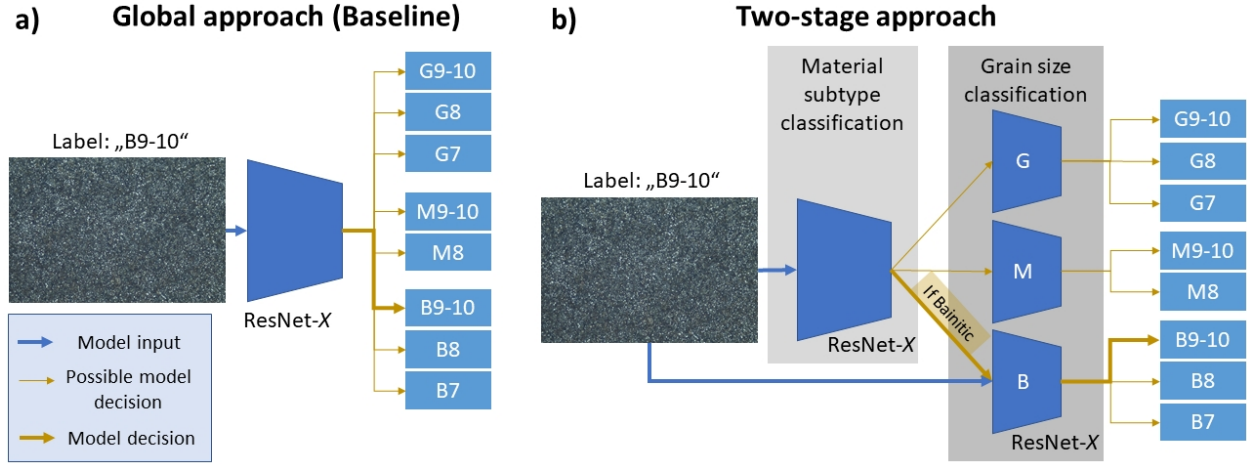 a)
Global approach (Baseline)
Label: „B9-10“
ResNet-X
G9-10
G8
G7
M9-10
M8
B9-10
B8
B7
Model input
Possible model
decision
Model decision
b)
Two-stage approach
Label: „B9-10“
Material
subtype
classification
ResNet-X
If Bainitic
Grain size
classification
G
M
B
ResNet-X
G9-10
G8
G7
M9-10
M8
B9-10
B8
B7